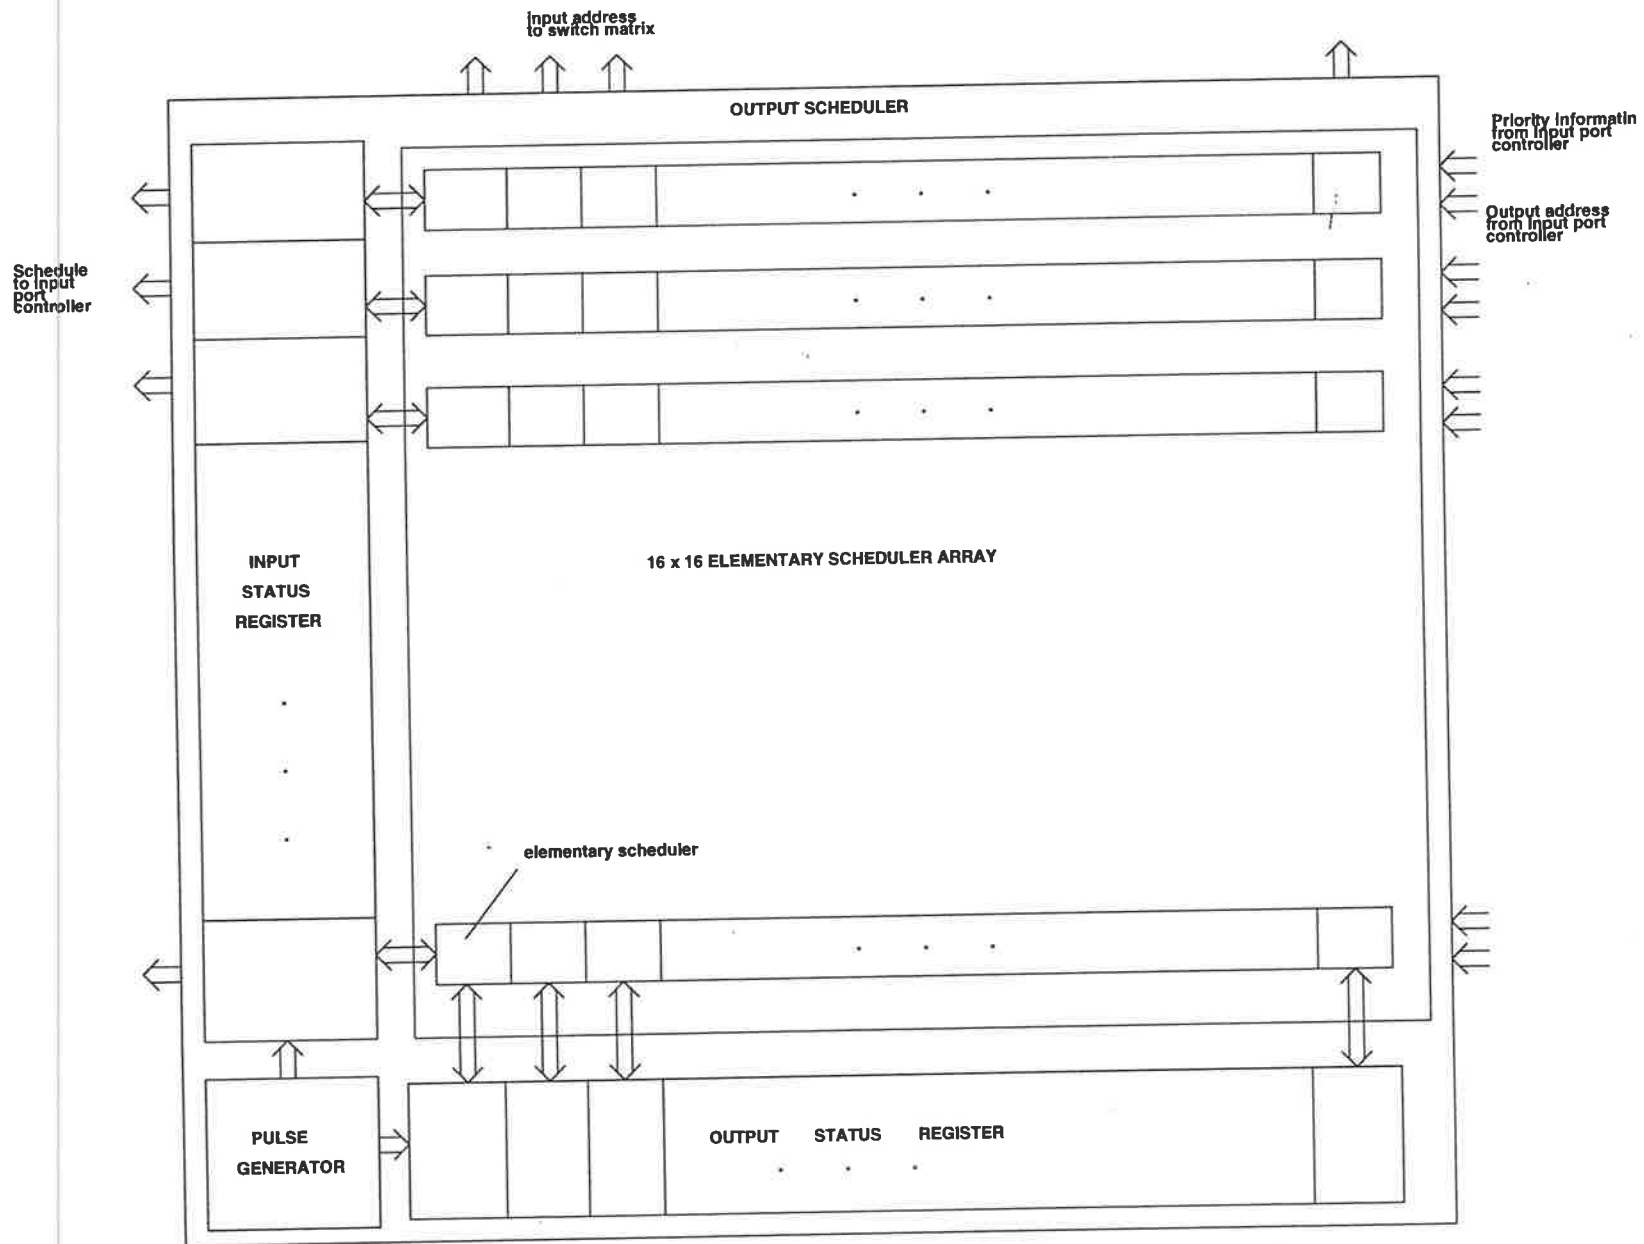 Input address
to switch matrix
OUTPUT SCHEDULER
Priority Informatin
from Input port
controller
Output address
from Input port
controller
Schedule
to Input
port
controller
INPUT
STATUS
REGISTER
16 x 16 ELEMENTARY SCHEDULER ARRAY
elementary scheduler
PULSE
GENERATOR
OUTPUT STATUS REGISTER